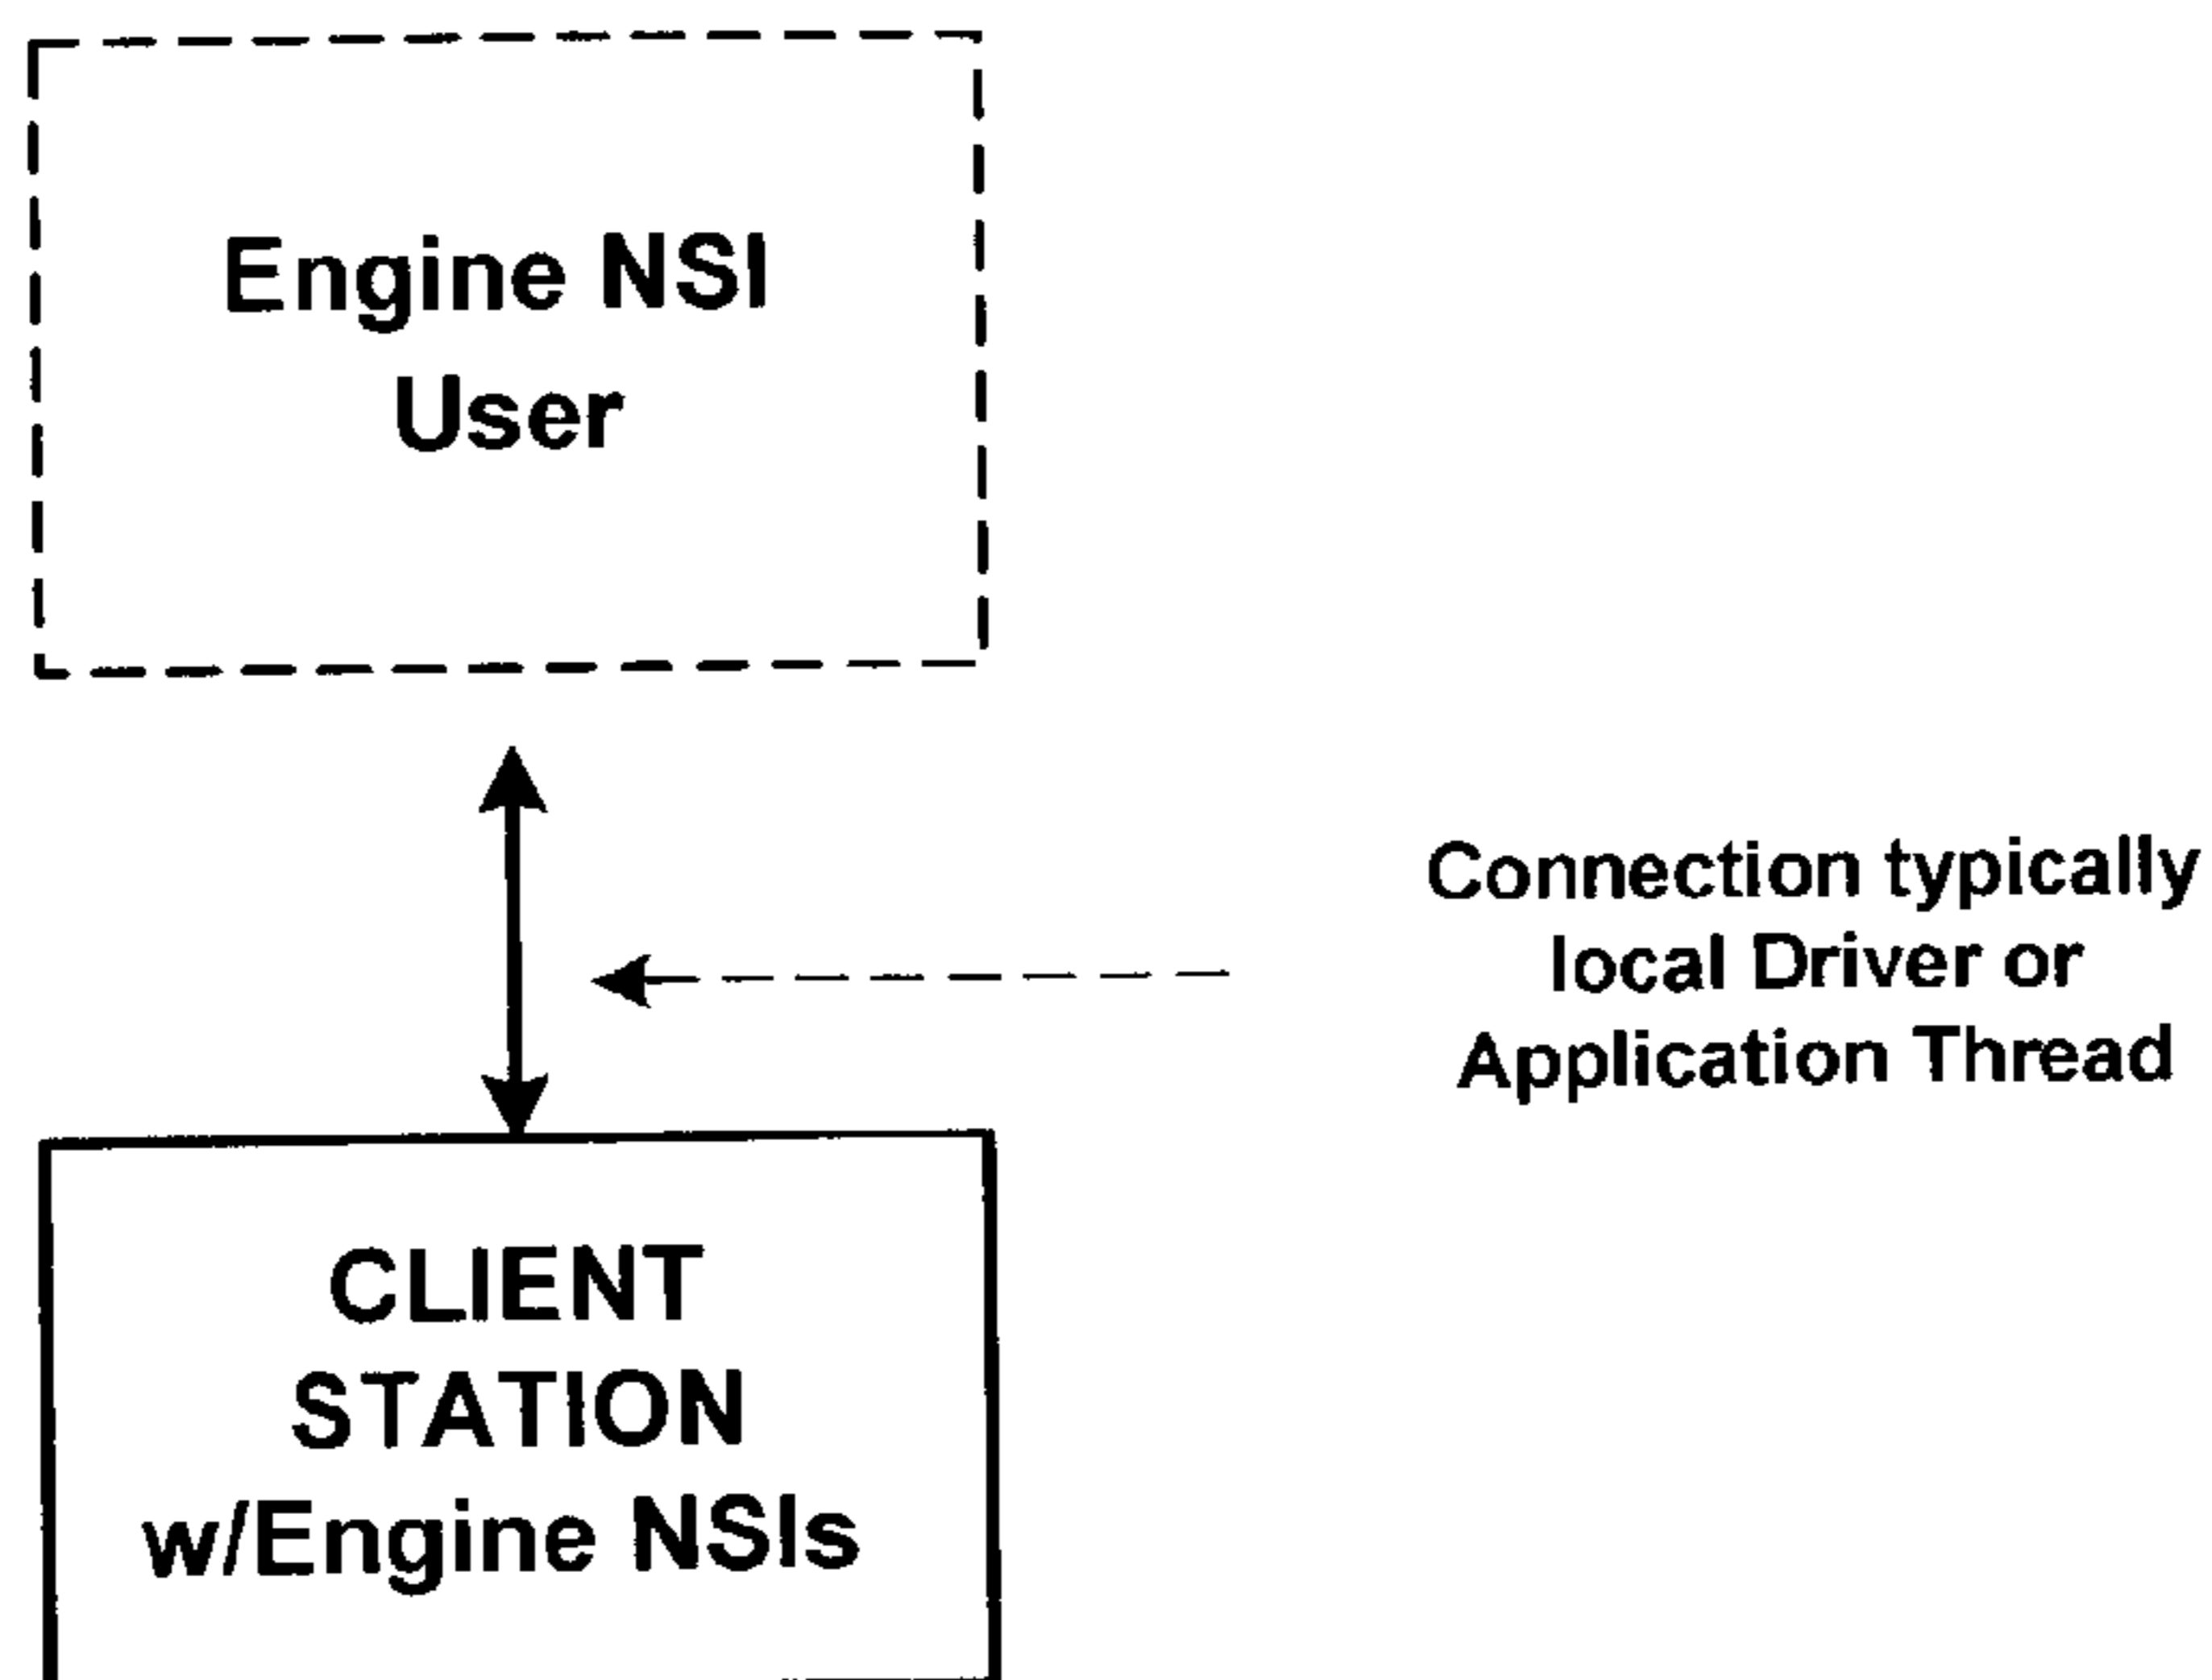 Engine NSI
User
Connection typically
local Driver or
Application Thread
CLIENT
STATION
w/Engine NSIs